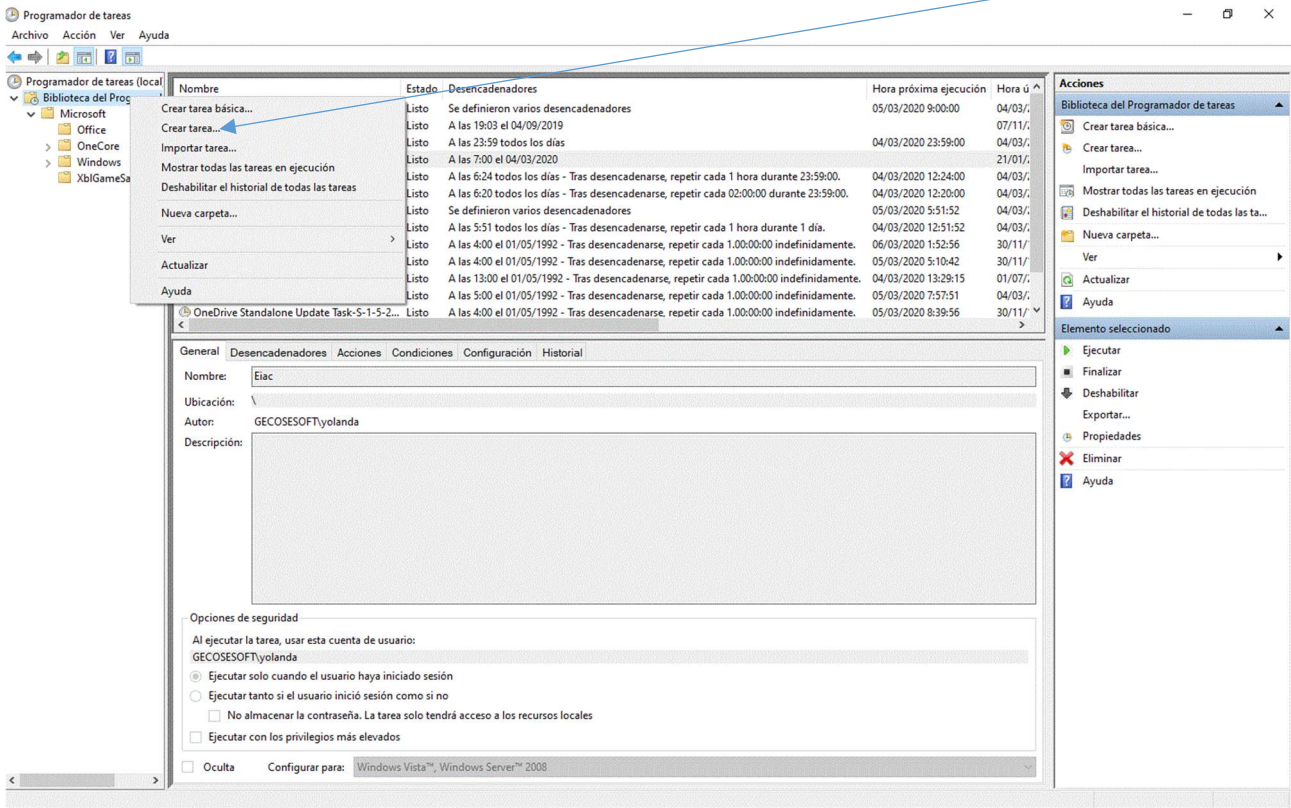 Programador de tareas
Archivo Acción Ver Ayuda
Programador de tareas (local
Biblioteca del Prog
Microsoft
Office
OneCore
Windows
XblGameSa
Crear tarea básica...
Crear tarea...
Importar tarea...
Mostrar todas las tareas en ejecución
Deshabilitar el historial de todas las tareas
Nueva carpeta...
Ver
Actualizar
Ayuda
Nombre Estado Desencadenadores Hora próxima ejecución Hora ú
Listo Se definieron varios desencadenadores 05/03/2020 9:00:00 04/03/
Listo A las 19:03 el 04/09/2019 07/11/
Listo A las 23:59 todos los días 04/03/2020 23:59:00 04/03/
Listo A las 7:00 el 04/03/2020 21/01/
Listo A las 6:24 todos los días - Tras desencadenarse, repetir cada 1 hora durante 23:59:00. 04/03/2020 12:24:00 04/03/
Listo A las 6:20 todos los días - Tras desencadenarse, repetir cada 02:00:00 durante 23:59:00. 04/03/2020 12:20:00 04/03/
Listo Se definieron varios desencadenadores 05/03/2020 5:51:52 04/03/
Listo A las 5:51 todos los días - Tras desencadenarse, repetir cada 1 hora durante 1 día. 04/03/2020 12:51:52 04/03/
Listo A las 4:00 el 01/05/1992 - Tras desencadenarse, repetir cada 1.00:00:00 indefinidamente. 06/03/2020 1:52:56 30/11/
Listo A las 4:00 el 01/05/1992 - Tras desencadenarse, repetir cada 1.00:00:00 indefinidamente. 05/03/2020 5:10:42 30/11/
Listo A las 13:00 el 01/05/1992 - Tras desencadenarse, repetir cada 1.00:00:00 indefinidamente. 04/03/2020 13:29:15 01/07/
Listo A las 5:00 el 01/05/1992 - Tras desencadenarse, repetir cada 1.00:00:00 indefinidamente. 05/03/2020 7:57:51 04/03/
OneDrive Standalone Update Task-S-1-5-2... Listo A las 4:00 el 01/05/1992 - Tras desencadenarse, repetir cada 1.00:00:00 indefinidamente. 05/03/2020 8:39:56 30/11/
General Desencadenadores Acciones Condiciones Configuración Historial
Nombre: Eiac
Ubicación: \
Autor: GECOSESOFT\yolanda
Descripción:
Opciones de seguridad
Al ejecutar la tarea, usar esta cuenta de usuario:
GECOSESOFT\yolanda
Ejecutar solo cuando el usuario haya iniciado sesión
Ejecutar tanto si el usuario inició sesión como si no
No almacenar la contraseña. La tarea solo tendrá acceso a los recursos locales
Ejecutar con los privilegios más elevados
Oculta Configurar para: Windows Vista™, Windows Server™ 2008
Acciones
Biblioteca del Programador de tareas
Crear tarea básica...
Crear tarea...
Importar tarea...
Mostrar todas las tareas en ejecución
Deshabilitar el historial de todas las ta...
Nueva carpeta...
Ver
Actualizar
Ayuda
Elemento seleccionado
Ejecutar
Finalizar
Deshabilitar
Exportar...
Propiedades
Eliminar
Ayuda